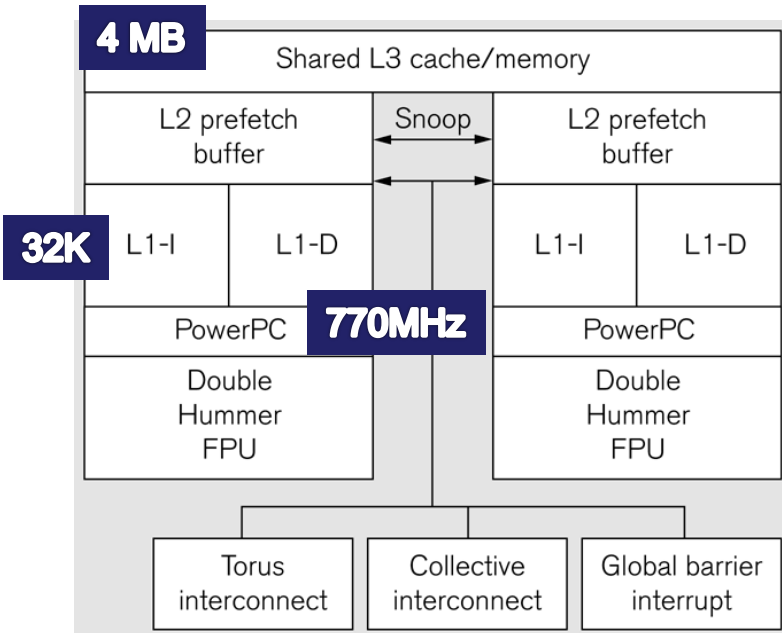 4 MB
Shared L3 cache/memory
L2 prefetch
buffer
Snoop
L2 prefetch
buffer
32K
L1-I
L1-D
L1-I
L1-D
PowerPC
770MHz
PowerPC
Double
Hummer
FPU
Double
Hummer
FPU
Torus
interconnect
Collective
interconnect
Global barrier
interrupt